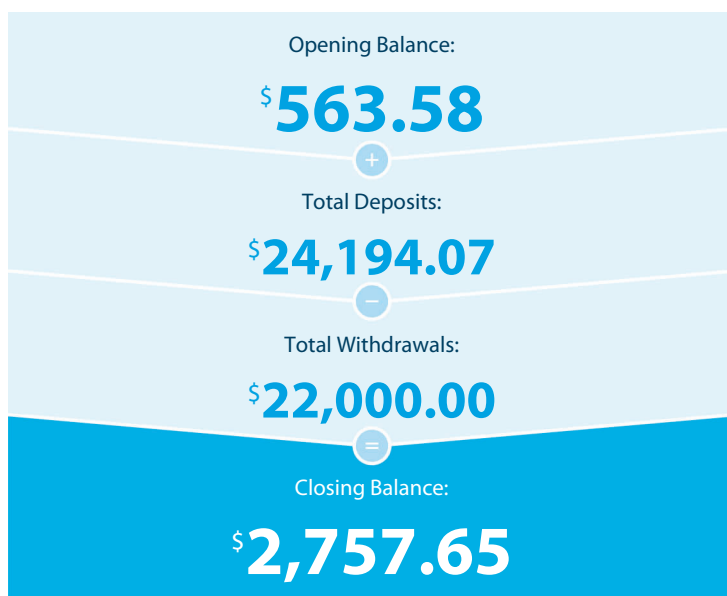 Opening Balance:
$563.58
+
Total Deposits:
$24,194.07
−
Total Withdrawals:
$22,000.00
=
Closing Balance:
$2,757.65